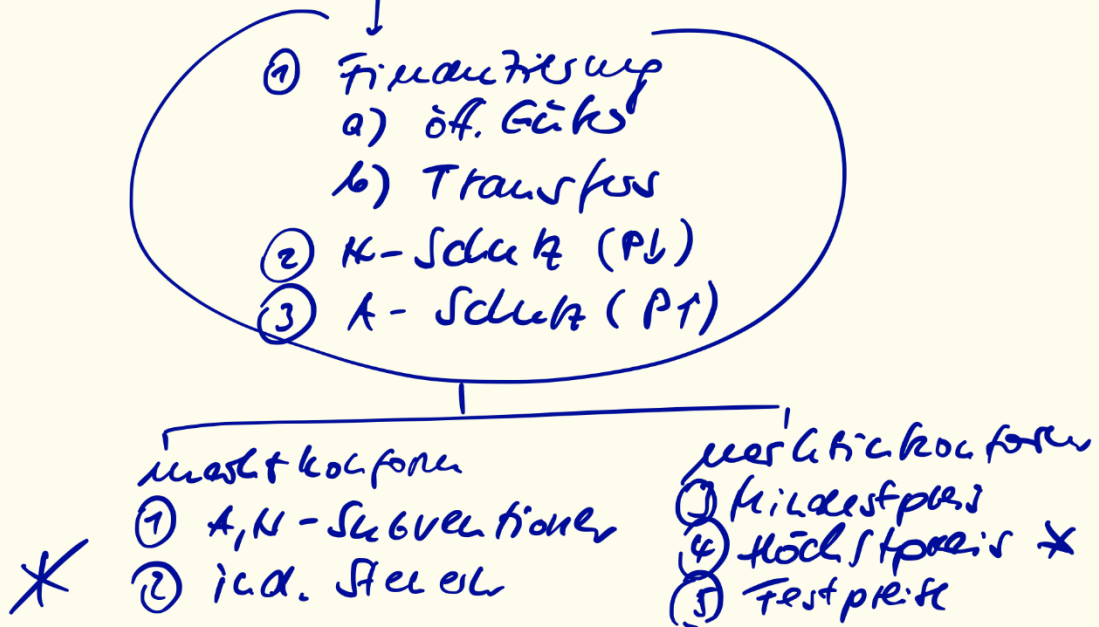 ① Finanzierung
a) öff. Güter
b) Transfers
② N-Schutz (P↓)
③ A-Schutz (P↑)
marktkonform
① A,N-Subventionen
* ② ind. Steuern
marktinkonform
③ Mindestpreis
④ Höchstpreis *
⑤ Festpreise